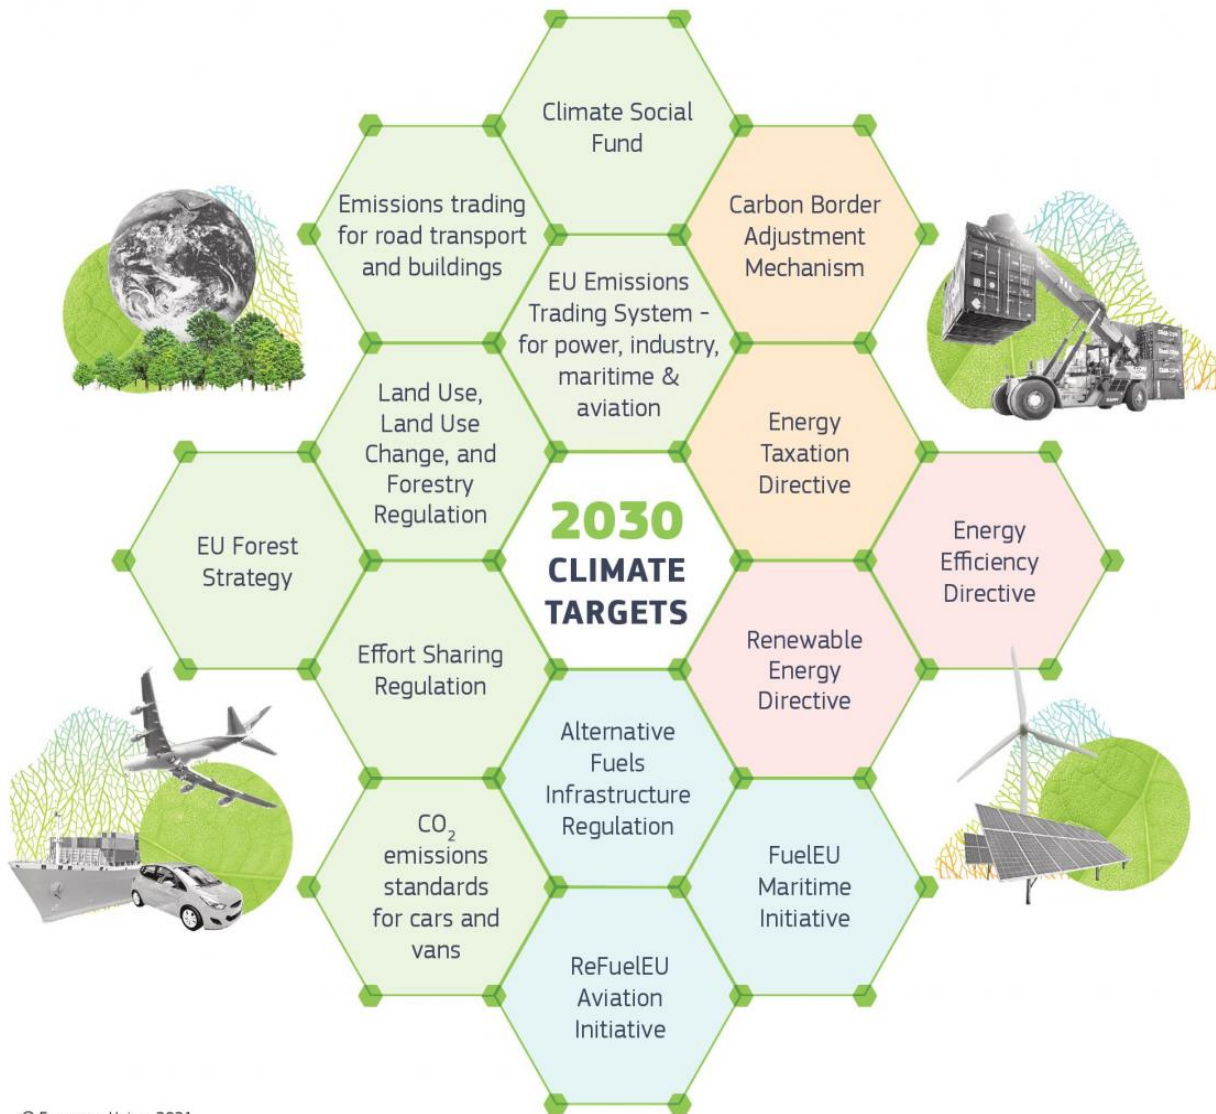 Climate Social
Fund
Emissions trading
for road transport
and buildings
Carbon Border
Adjustment
Mechanism
EU Emissions
Trading System -
for power, industry,
maritime &
aviation
Land Use,
Land Use
Change, and
Forestry
Regulation
Energy
Taxation
Directive
EU Forest
Strategy
2030
CLIMATE
TARGETS
Energy
Efficiency
Directive
Effort Sharing
Regulation
Renewable
Energy
Directive
Alternative
Fuels
Infrastructure
Regulation
CO₂
emissions
standards
for cars and
vans
FuelEU
Maritime
Initiative
ReFuelEU
Aviation
Initiative